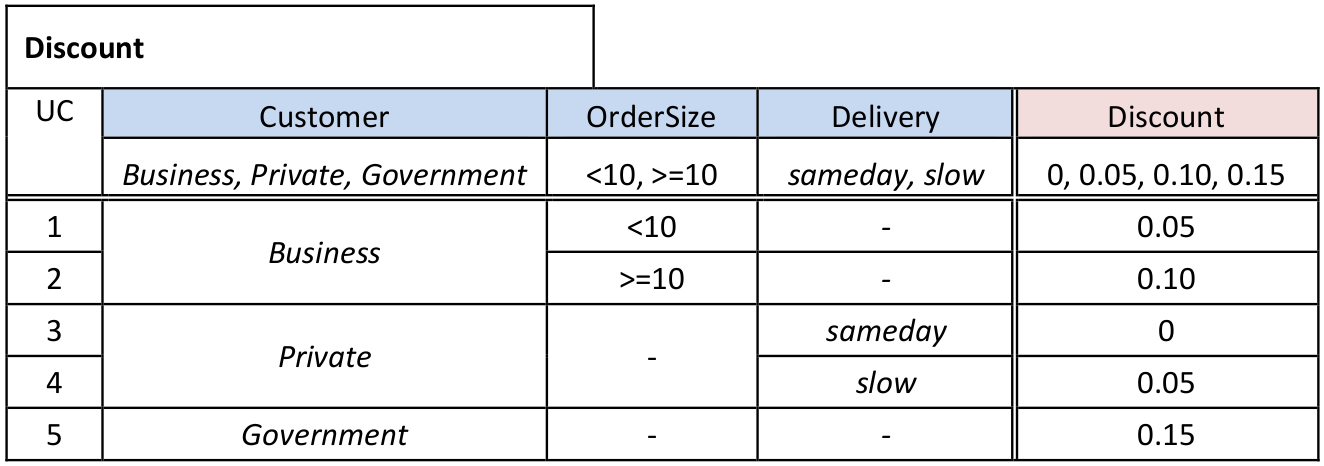 Discount
UC Customer OrderSize Delivery Discount
Business, Private, Government <10, >=10 sameday, slow 0, 0.05, 0.10, 0.15
1 Business <10 - 0.05
2 >=10 - 0.10
3 Private - sameday 0
4 slow 0.05
5 Government - - 0.15